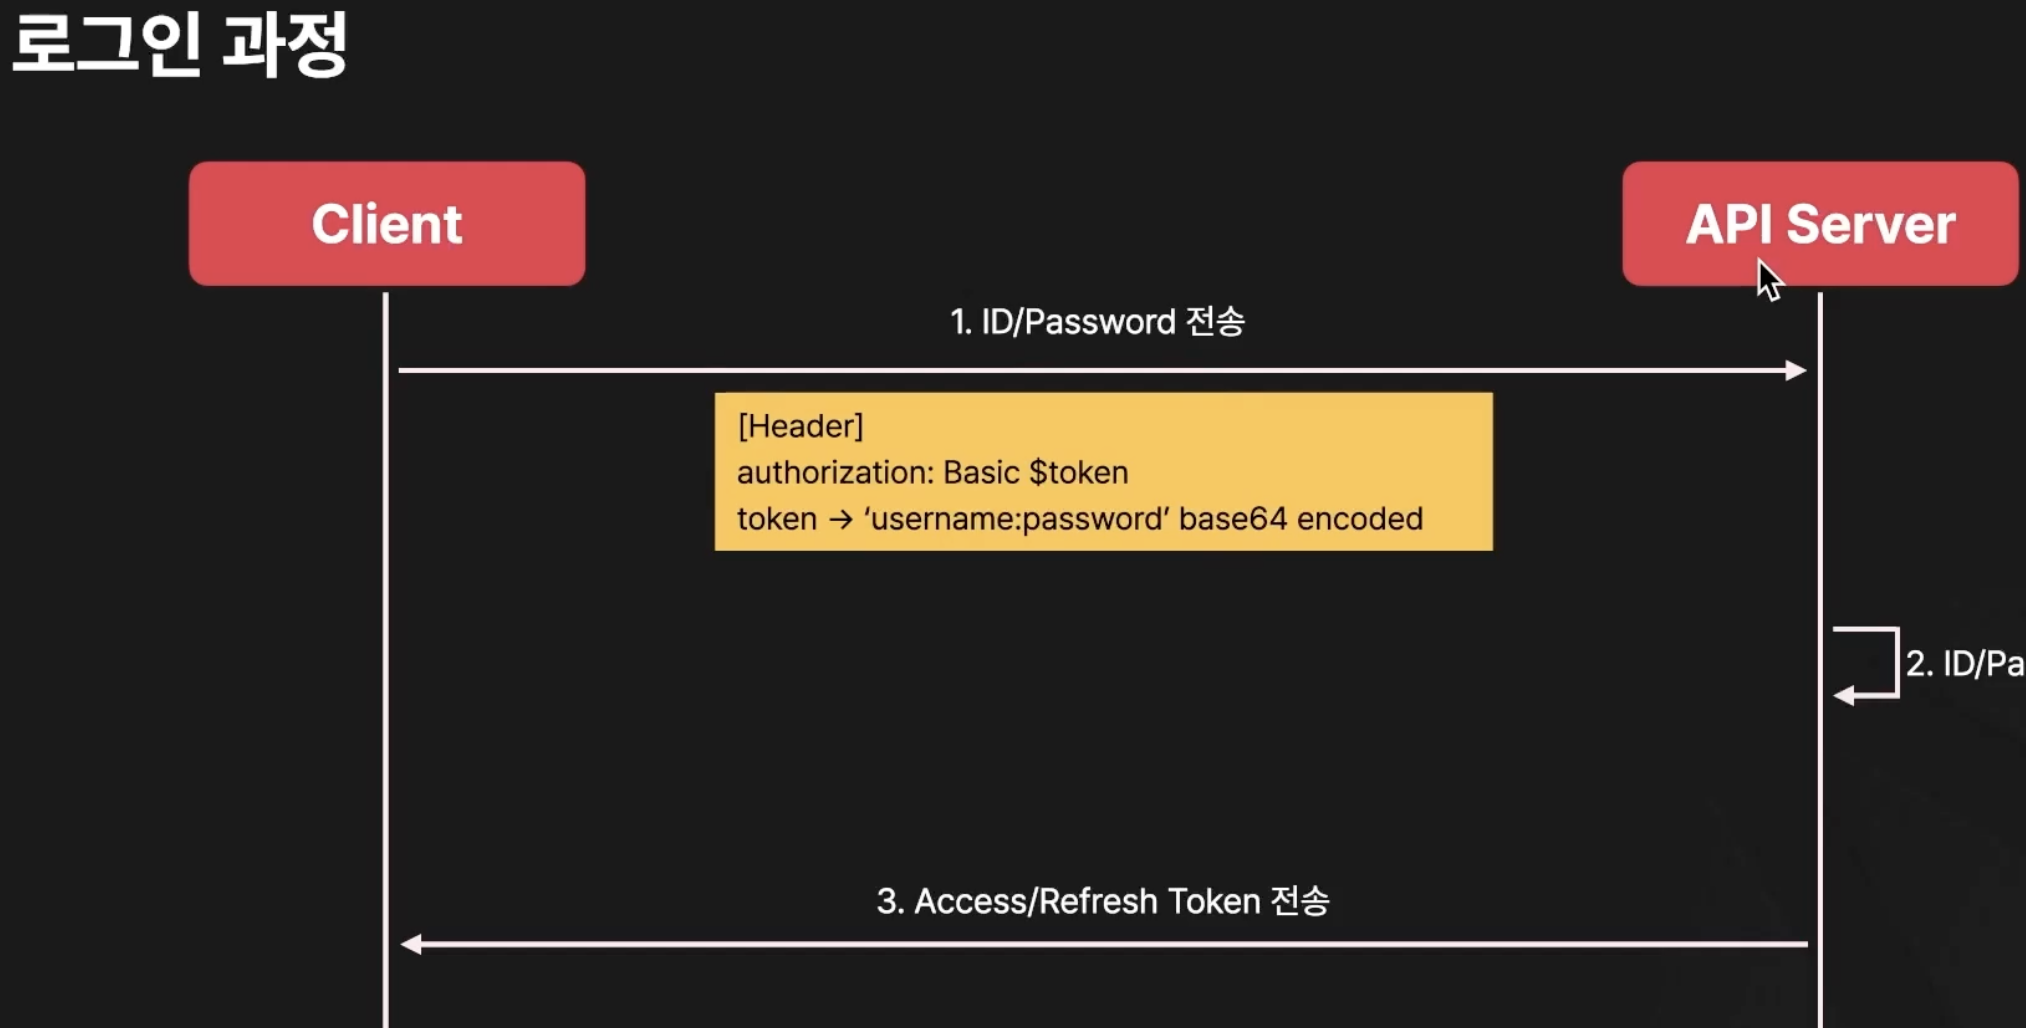 로그인 과정
Client
API Server
1. ID/Password 전송
[Header]
authorization: Basic $token
token → ‘username:password’ base64 encoded
2. ID/Pa
3. Access/Refresh Token 전송